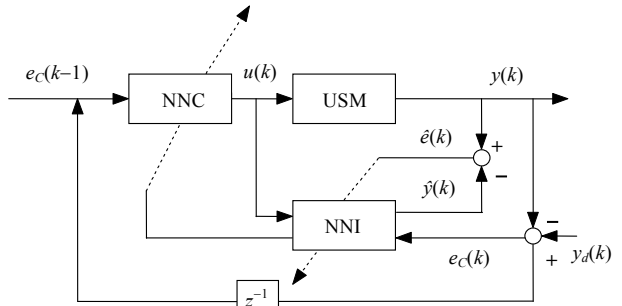 e_C(k–1)
u(k)
y(k)
NNC
USM
ê(k)
+
ŷ(k)
–
NNI
–
e_C(k)
y_d(k)
+
z⁻¹